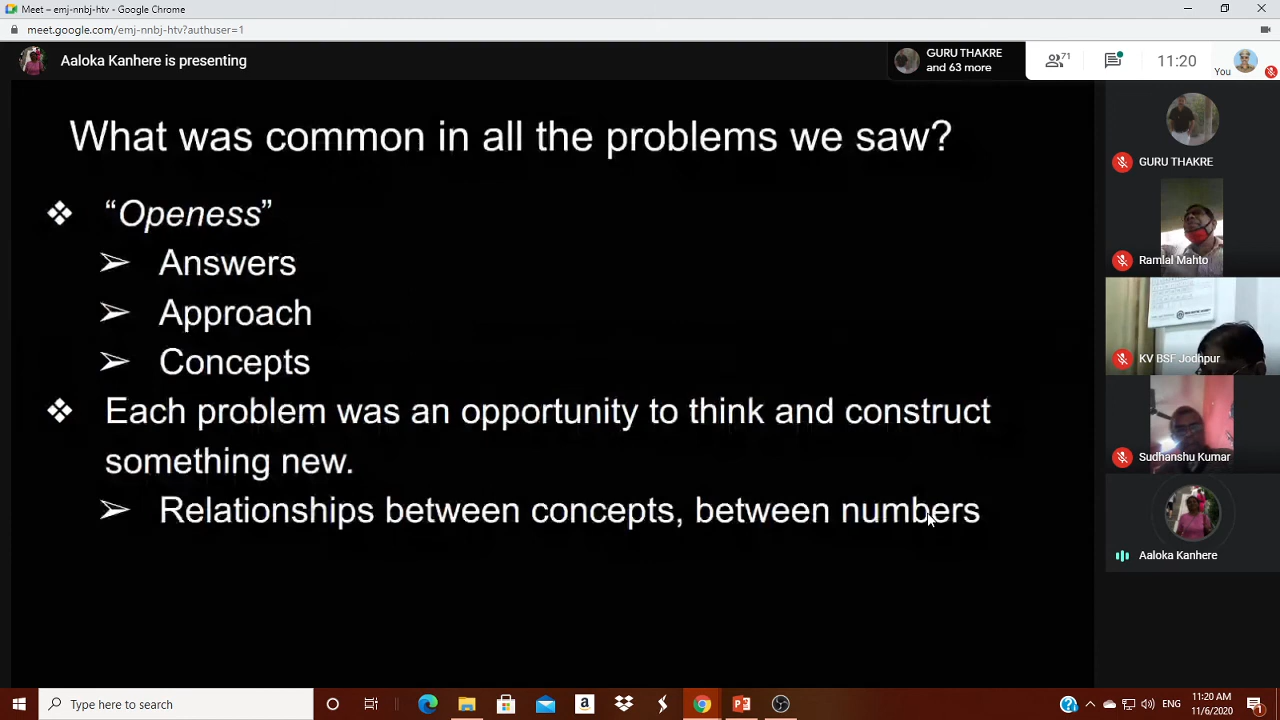 Meet – emj-nnbj-htv - Google Chrome
meet.google.com/emj-nnbj-htv?authuser=1
Aaloka Kanhere is presenting
GURU THAKRE
and 63 more
71
11:20
You
What was common in all the problems we saw?
❖ “Openess”
➢ Answers
➢ Approach
➢ Concepts
❖ Each problem was an opportunity to think and construct
something new.
➢ Relationships between concepts, between numbers
GURU THAKRE
Ramlal Mahto
KV BSF Jodhpur
Sudhanshu Kumar
Aaloka Kanhere
Type here to search
ENG
11:20 AM
11/6/2020